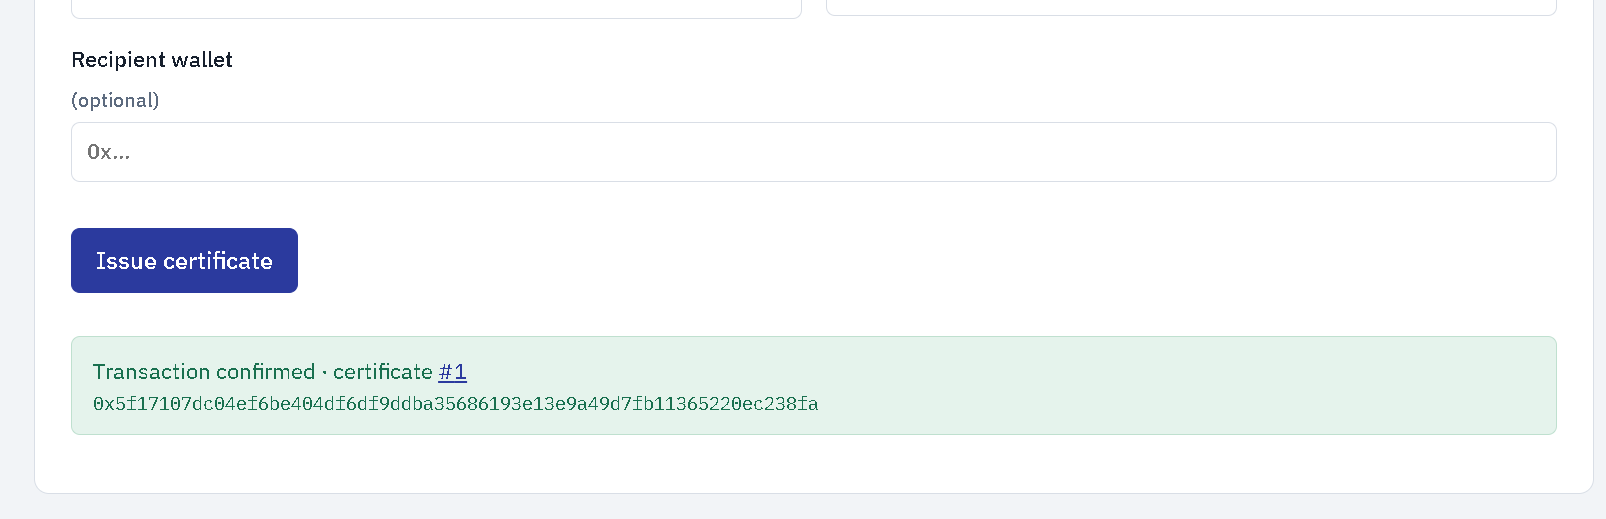 Recipient wallet
(optional)
0x...
Issue certificate
Transaction confirmed · certificate #1
0x5f17107dc04ef6be404df6df9ddba35686193e13e9a49d7fb11365220ec238fa